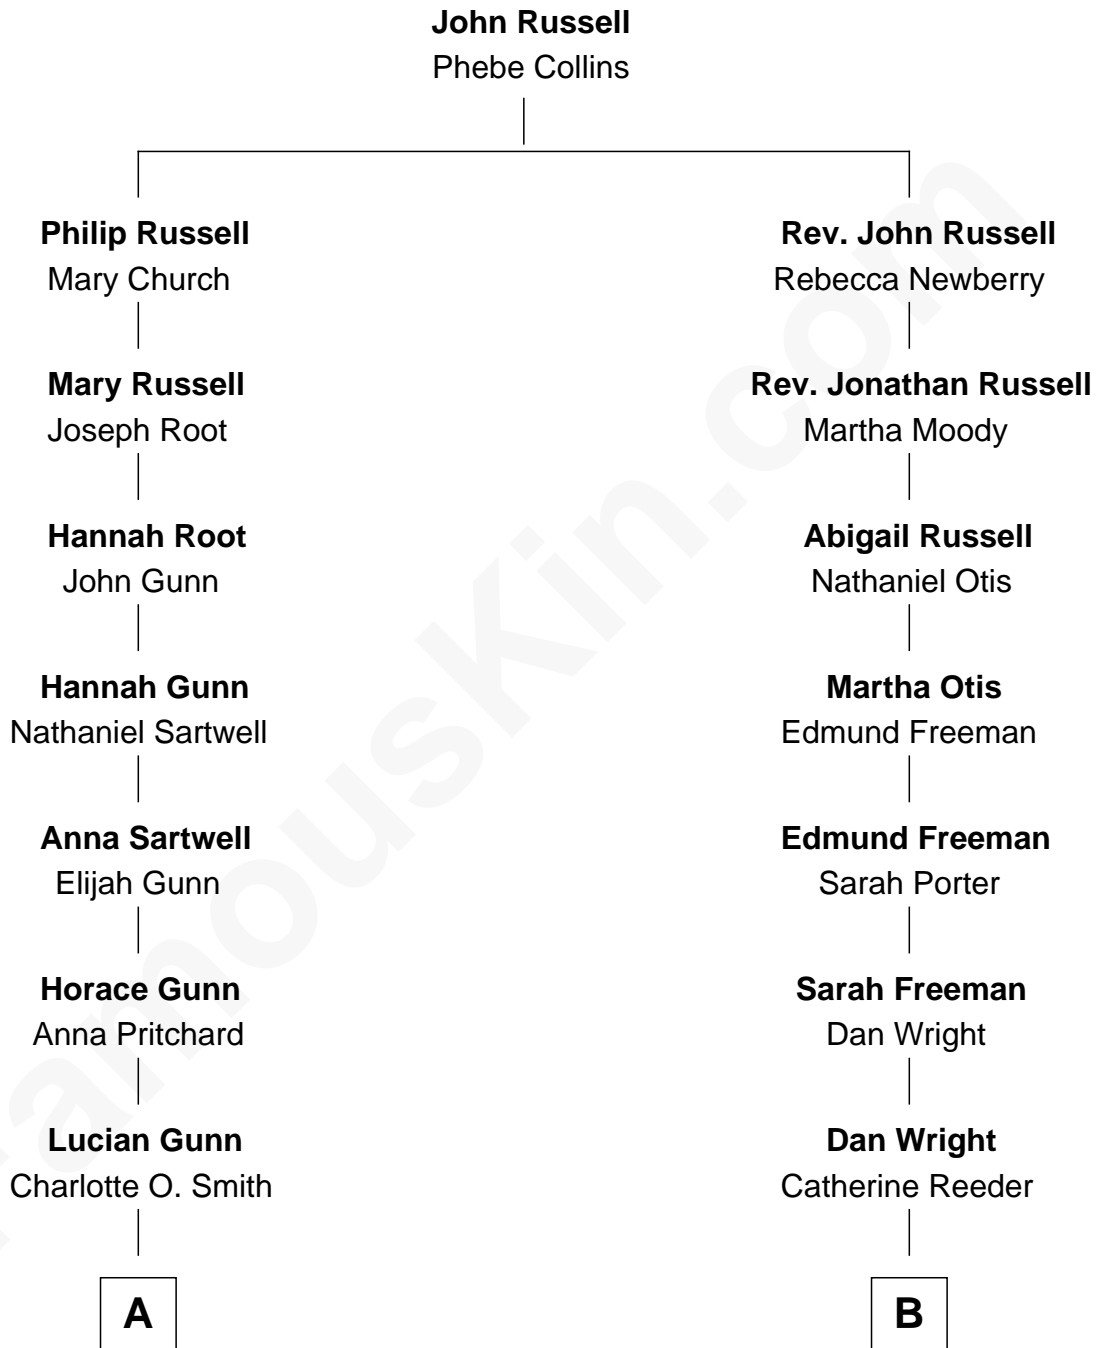 John Russell
Phebe Collins
Philip Russell
Mary Church
Mary Russell
Joseph Root
Hannah Root
John Gunn
Hannah Gunn
Nathaniel Sartwell
Anna Sartwell
Elijah Gunn
Horace Gunn
Anna Pritchard
Lucian Gunn
Charlotte O. Smith
A
Rev. John Russell
Rebecca Newberry
Rev. Jonathan Russell
Martha Moody
Abigail Russell
Nathaniel Otis
Martha Otis
Edmund Freeman
Edmund Freeman
Sarah Porter
Sarah Freeman
Dan Wright
Dan Wright
Catherine Reeder
B
FamousKin.com